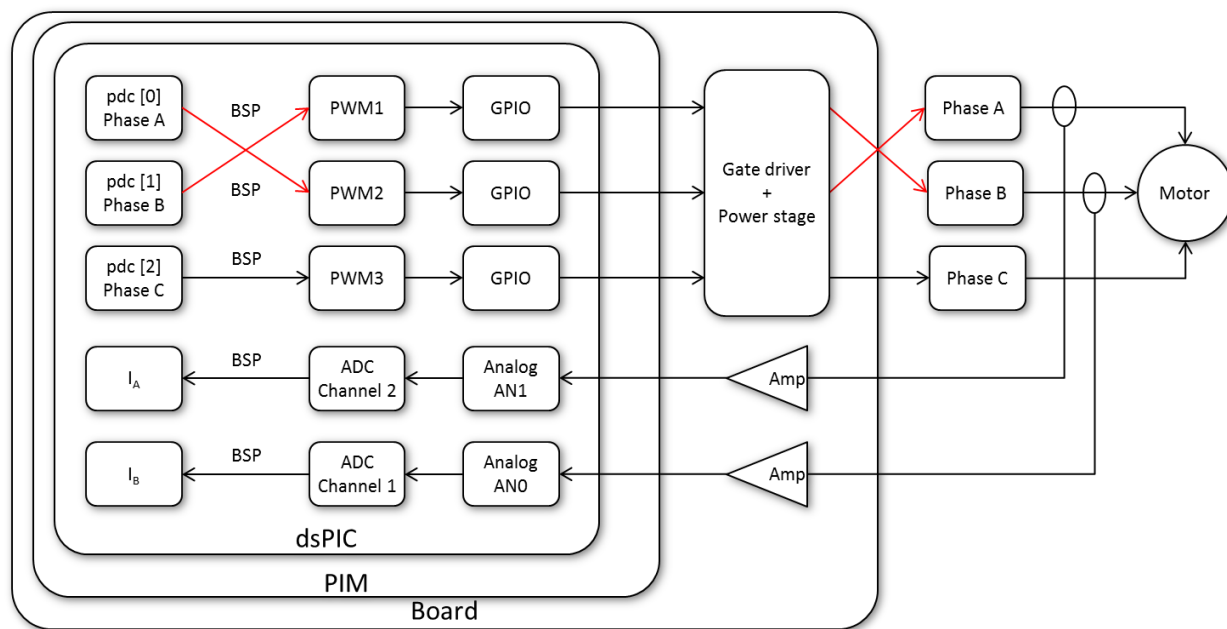 pdc [0]
Phase A
BSP
PWM1
GPIO
Phase A
pdc [1]
Phase B
BSP
PWM2
GPIO
Gate driver
+
Power stage
Phase B
Motor
pdc [2]
Phase C
BSP
PWM3
GPIO
Phase C
I_A
BSP
ADC
Channel 2
Analog
AN1
Amp
I_B
BSP
ADC
Channel 1
Analog
AN0
Amp
dsPIC
PIM
Board